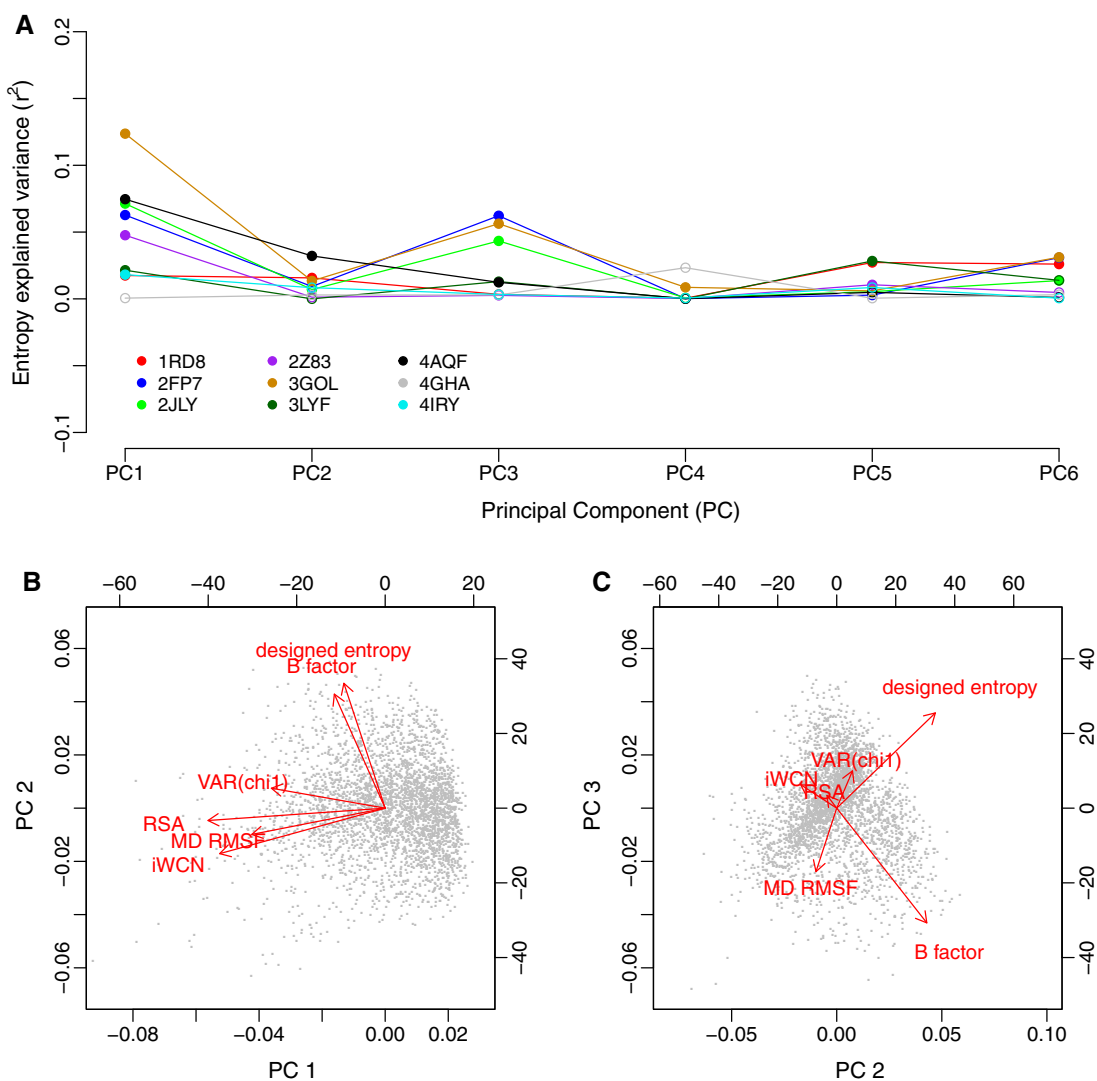 A
Entropy explained variance (r²)
0.2
0.1
0.0
−0.1
1RD8 2Z83 4AQF
2FP7 3GOL 4GHA
2JLY 3LYF 4IRY
PC1 PC2 PC3 PC4 PC5 PC6
Principal Component (PC)
B
−60 −40 −20 0 20
PC 2
0.06
0.02
−0.02
−0.06
40
20
0
−20
−40
designed entropy
B factor
VAR(chi1)
RSA
MD RMSF
iWCN
−0.08 −0.04 0.00 0.02
PC 1
C
−60 −40 −20 0 20 40 60
PC 3
0.06
0.02
−0.02
−0.06
40
20
0
−20
−40
designed entropy
VAR(chi1)
iWCN
RSA
MD RMSF
B factor
−0.05 0.00 0.05 0.10
PC 2